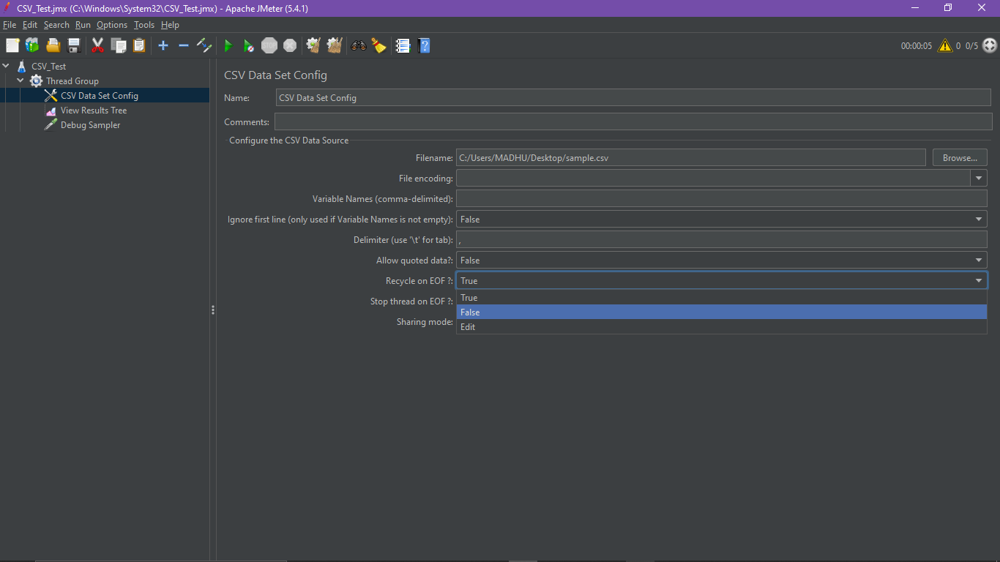 CSV_Test.jmx (C:\Windows\System32\CSV_Test.jmx) - Apache JMeter (5.4.1)
File Edit Search Run Options Tools Help
STOP
00:00:05 0 0/5
CSV_Test
Thread Group
CSV Data Set Config
View Results Tree
Debug Sampler
CSV Data Set Config
Name: CSV Data Set Config
Comments:
Configure the CSV Data Source
Filename: C:/Users/MADHU/Desktop/sample.csv Browse...
File encoding:
Variable Names (comma-delimited):
Ignore first line (only used if Variable Names is not empty): False
Delimiter (use '\t' for tab): ,
Allow quoted data?: False
Recycle on EOF ?: True
True
Stop thread on EOF ?:
False
Sharing mode:
Edit